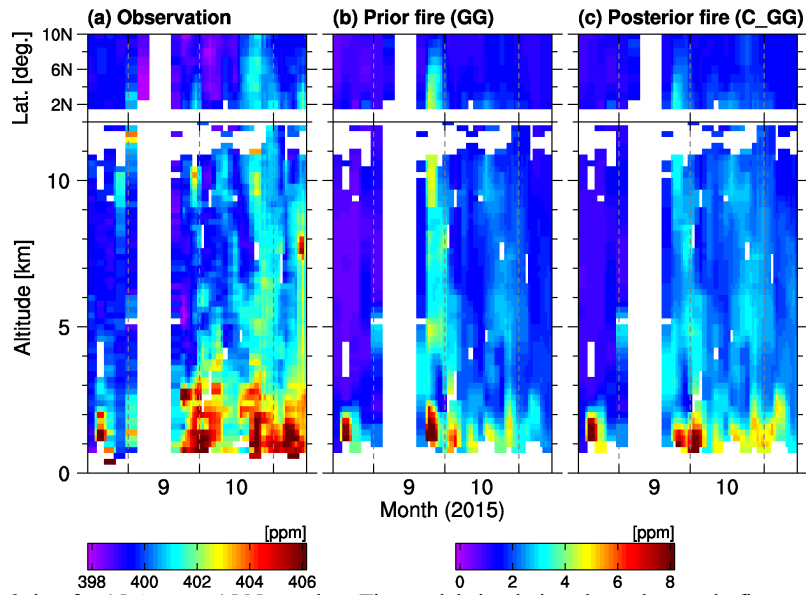 (a) Observation (b) Prior fire (GG) (c) Posterior fire (C_GG)
10N
6N
2N
Lat. [deg.]
10
5
0
Altitude [km]
9 10 9 10 9 10
Month (2015)
[ppm] [ppm]
398 400 402 404 406 0 2 4 6 8